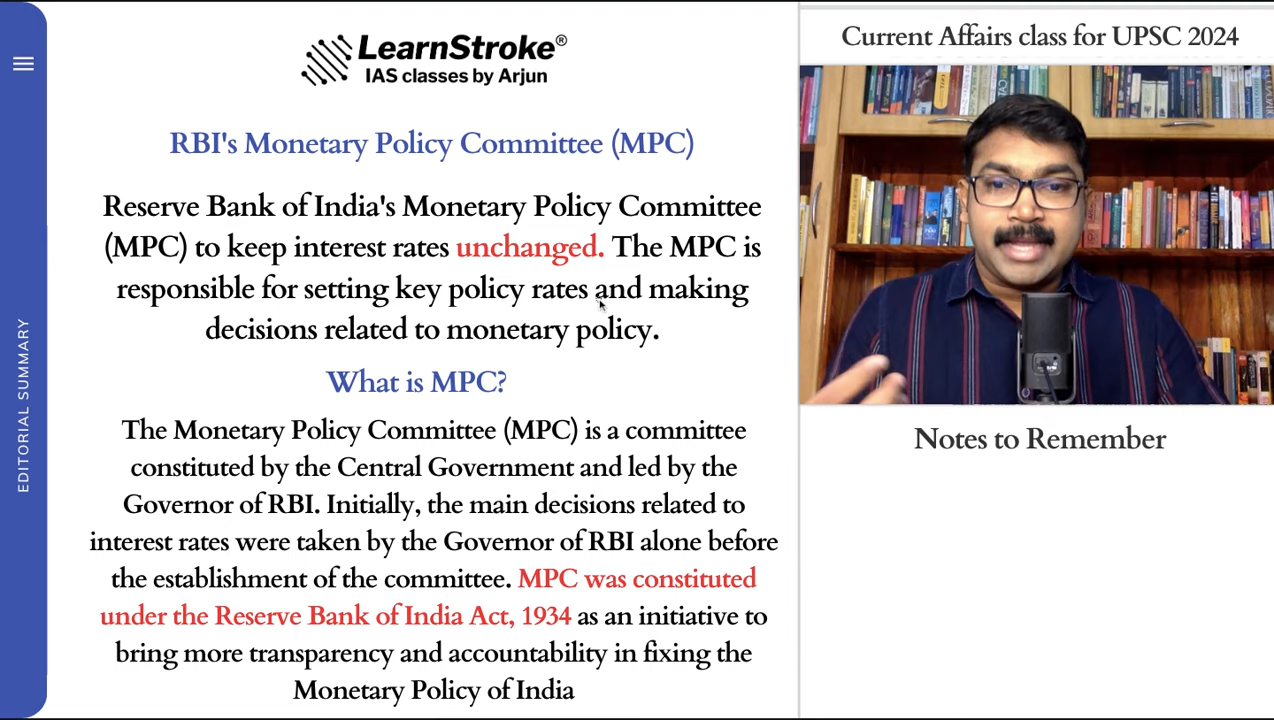 EDITORIAL SUMMARY
LearnStroke®
IAS classes by Arjun
RBI's Monetary Policy Committee (MPC)
Reserve Bank of India's Monetary Policy Committee
(MPC) to keep interest rates unchanged. The MPC is
responsible for setting key policy rates and making
decisions related to monetary policy.
What is MPC?
The Monetary Policy Committee (MPC) is a committee
constituted by the Central Government and led by the
Governor of RBI. Initially, the main decisions related to
interest rates were taken by the Governor of RBI alone before
the establishment of the committee. MPC was constituted
under the Reserve Bank of India Act, 1934 as an initiative to
bring more transparency and accountability in fixing the
Monetary Policy of India
Current Affairs class for UPSC 2024
Notes to Remember